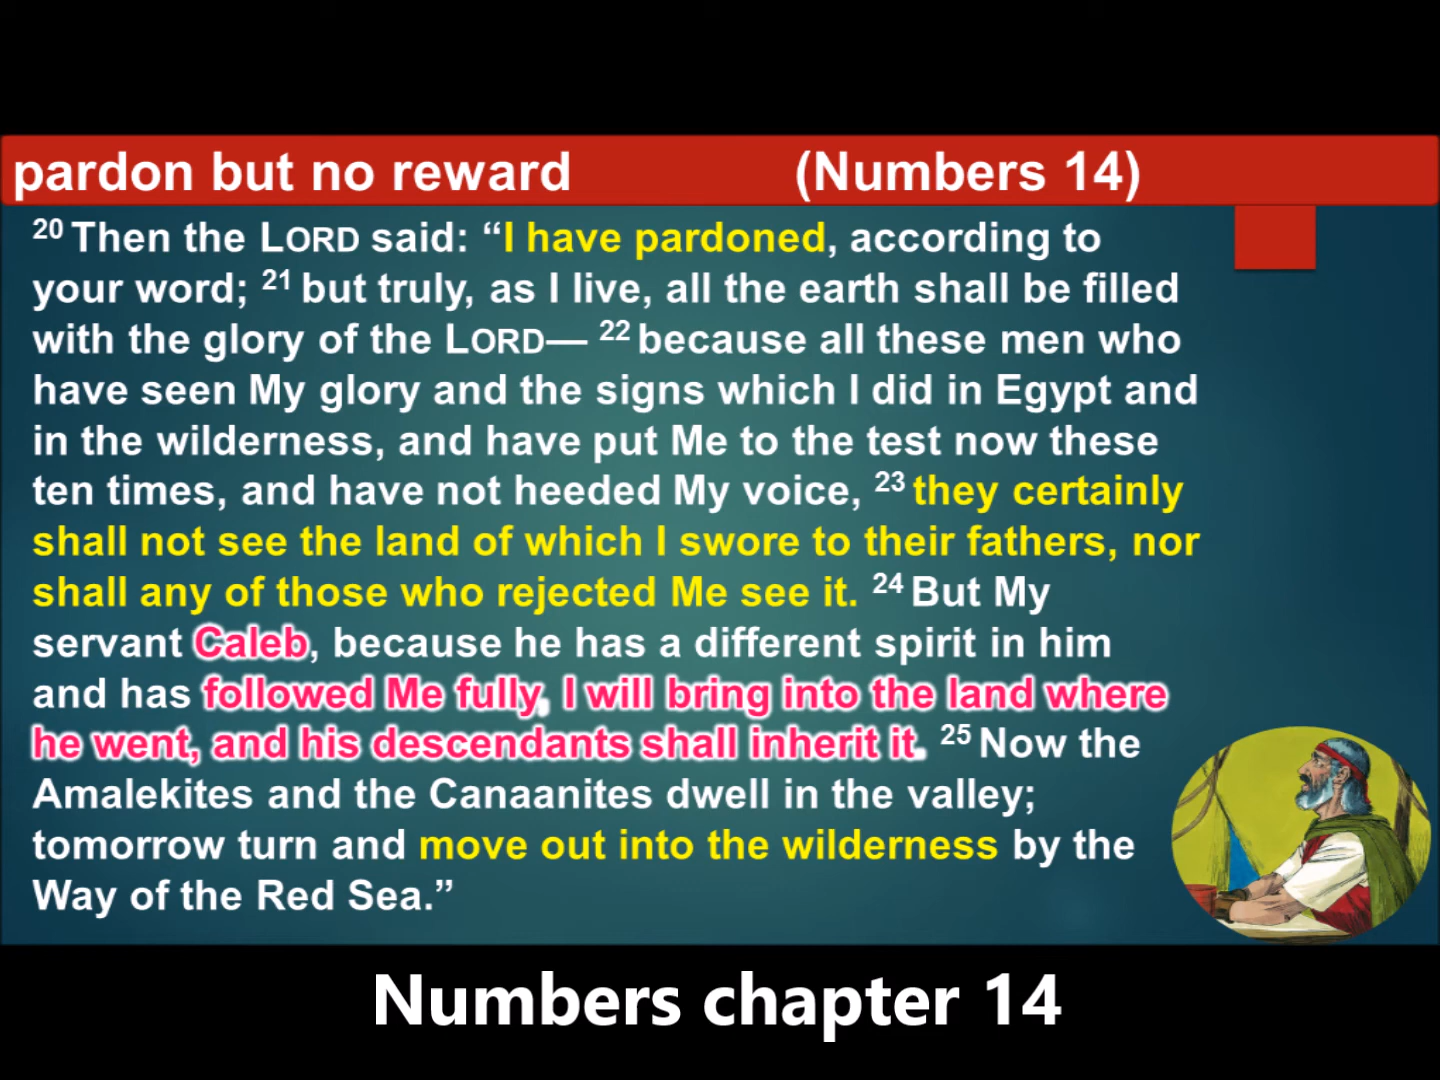 pardon but no reward (Numbers 14)
20 Then the LORD said: “I have pardoned, according to
your word; 21 but truly, as I live, all the earth shall be filled
with the glory of the LORD— 22 because all these men who
have seen My glory and the signs which I did in Egypt and
in the wilderness, and have put Me to the test now these
ten times, and have not heeded My voice, 23 they certainly
shall not see the land of which I swore to their fathers, nor
shall any of those who rejected Me see it. 24 But My
servant Caleb, because he has a different spirit in him
and has followed Me fully, I will bring into the land where
he went, and his descendants shall inherit it. 25 Now the
Amalekites and the Canaanites dwell in the valley;
tomorrow turn and move out into the wilderness by the
Way of the Red Sea.”
Numbers chapter 14